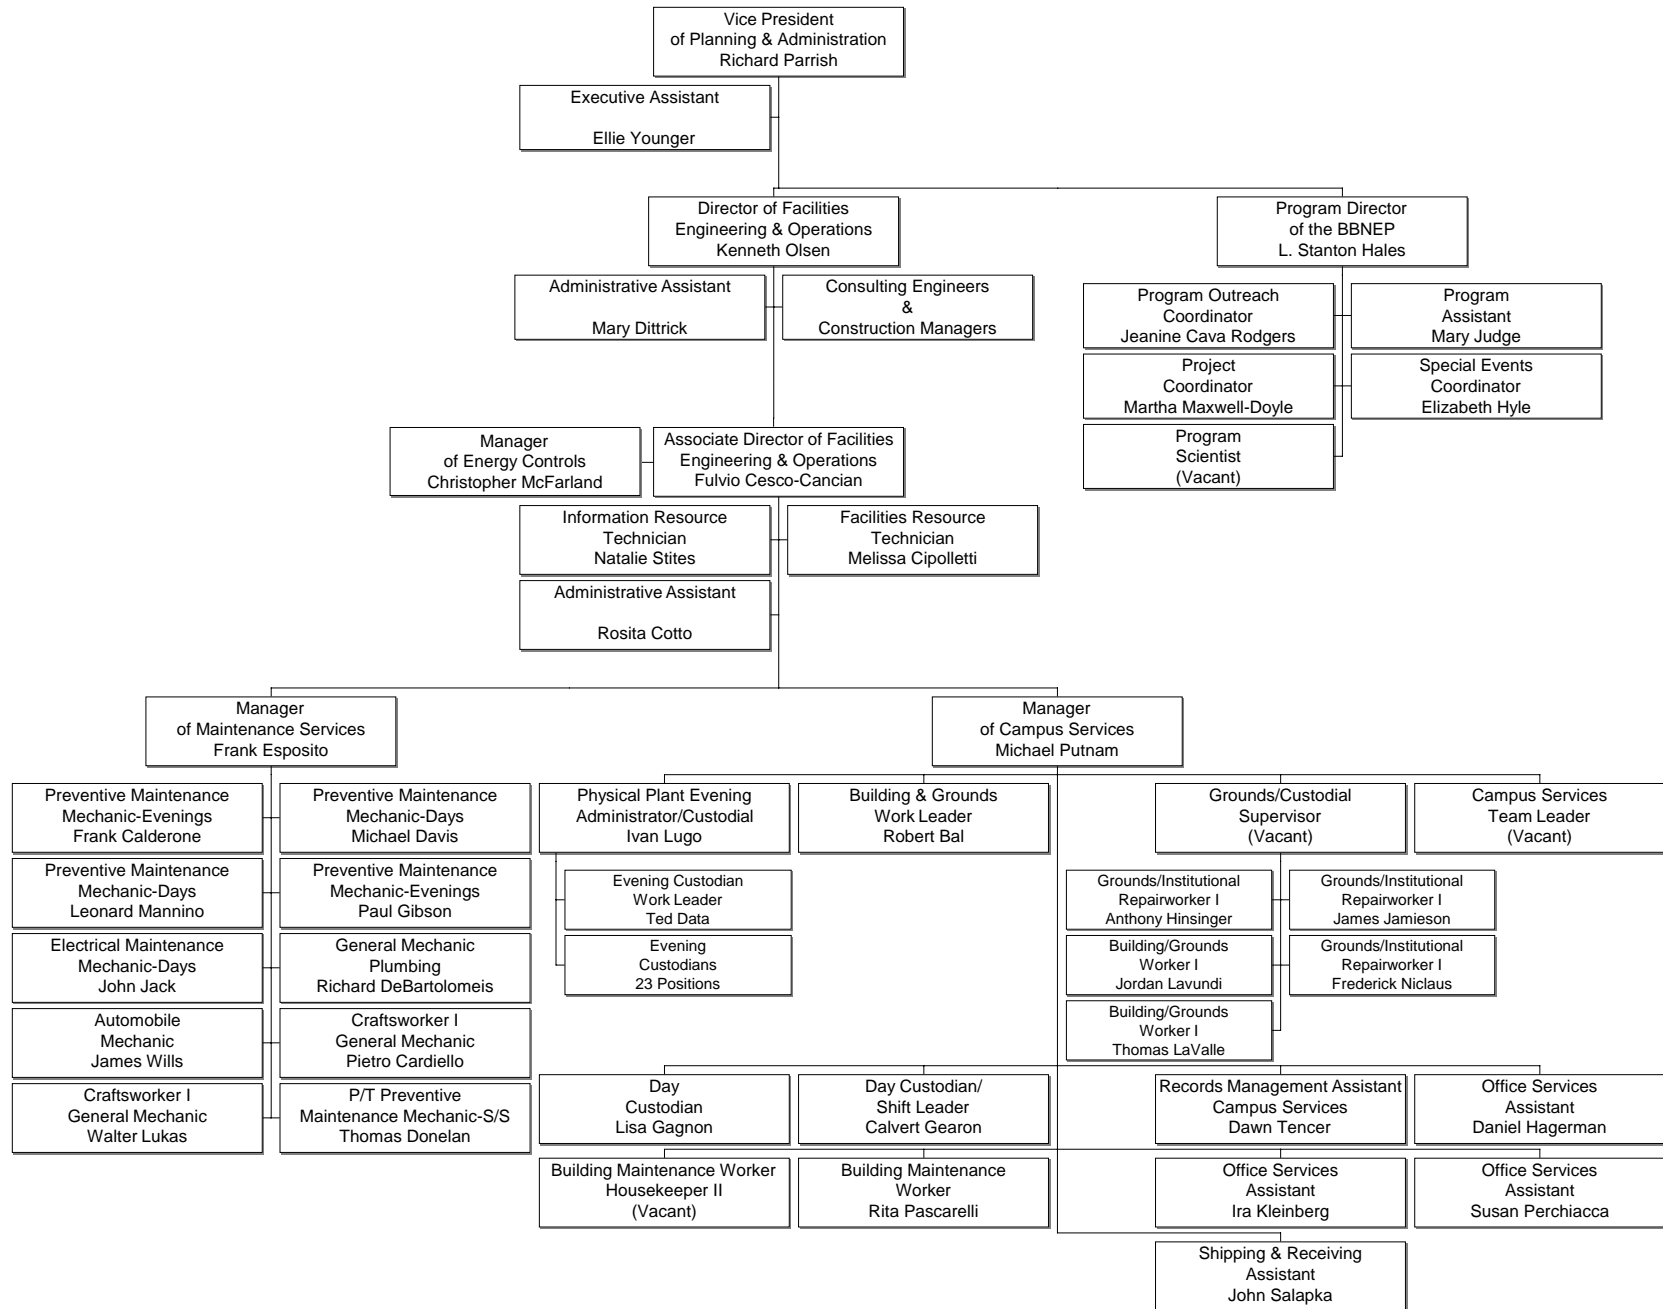 Vice President
of Planning & Administration
Richard Parrish
Executive Assistant
Ellie Younger
Director of Facilities
Engineering & Operations
Kenneth Olsen
Program Director
of the BBNEP
L. Stanton Hales
Administrative Assistant
Mary Dittrick
Consulting Engineers
&
Construction Managers
Program Outreach
Coordinator
Jeanine Cava Rodgers
Program
Assistant
Mary Judge
Project
Coordinator
Martha Maxwell-Doyle
Special Events
Coordinator
Elizabeth Hyle
Program
Scientist
(Vacant)
Manager
of Energy Controls
Christopher McFarland
Associate Director of Facilities
Engineering & Operations
Fulvio Cesco-Cancian
Information Resource
Technician
Natalie Stites
Facilities Resource
Technician
Melissa Cipolletti
Administrative Assistant
Rosita Cotto
Manager
of Maintenance Services
Frank Esposito
Manager
of Campus Services
Michael Putnam
Preventive Maintenance
Mechanic-Evenings
Frank Calderone
Preventive Maintenance
Mechanic-Days
Michael Davis
Preventive Maintenance
Mechanic-Days
Leonard Mannino
Preventive Maintenance
Mechanic-Evenings
Paul Gibson
Electrical Maintenance
Mechanic-Days
John Jack
General Mechanic
Plumbing
Richard DeBartolomeis
Automobile
Mechanic
James Wills
Craftsworker I
General Mechanic
Pietro Cardiello
Craftsworker I
General Mechanic
Walter Lukas
P/T Preventive
Maintenance Mechanic-S/S
Thomas Donelan
Physical Plant Evening
Administrator/Custodial
Ivan Lugo
Building & Grounds
Work Leader
Robert Bal
Grounds/Custodial
Supervisor
(Vacant)
Campus Services
Team Leader
(Vacant)
Evening Custodian
Work Leader
Ted Data
Evening
Custodians
23 Positions
Grounds/Institutional
Repairworker I
Anthony Hinsinger
Grounds/Institutional
Repairworker I
James Jamieson
Building/Grounds
Worker I
Jordan Lavundi
Grounds/Institutional
Repairworker I
Frederick Niclaus
Building/Grounds
Worker I
Thomas LaValle
Day
Custodian
Lisa Gagnon
Day Custodian/
Shift Leader
Calvert Gearon
Records Management Assistant
Campus Services
Dawn Tencer
Office Services
Assistant
Daniel Hagerman
Building Maintenance Worker
Housekeeper II
(Vacant)
Building Maintenance
Worker
Rita Pascarelli
Office Services
Assistant
Ira Kleinberg
Office Services
Assistant
Susan Perchiacca
Shipping & Receiving
Assistant
John Salapka